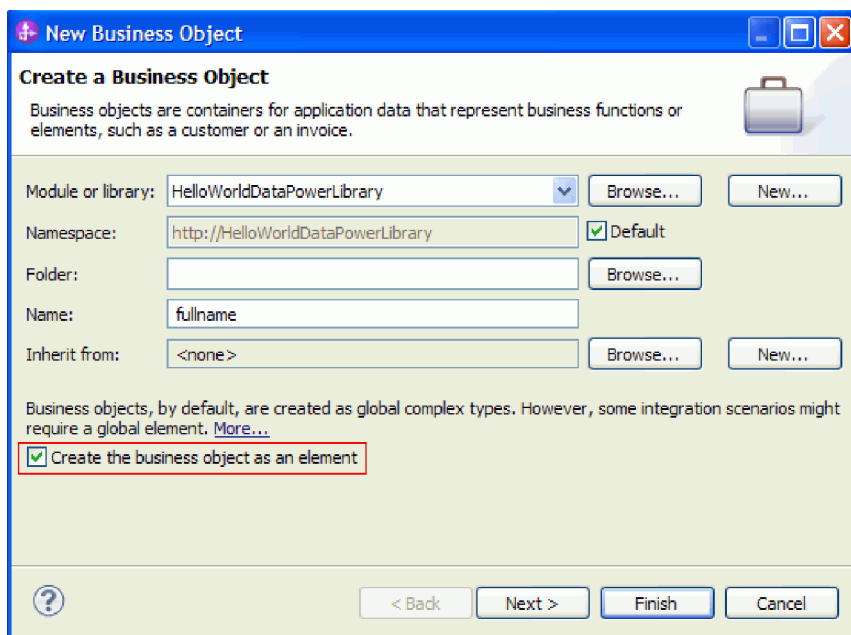 New Business Object
Create a Business Object
Business objects are containers for application data that represent business functions or
elements, such as a customer or an invoice.
Module or library: HelloWorldDataPowerLibrary Browse... New...
Namespace: http://HelloWorldDataPowerLibrary Default
Folder: Browse...
Name: fullname
Inherit from: <none> Browse... New...
Business objects, by default, are created as global complex types. However, some integration scenarios might
require a global element. More...
Create the business object as an element
? < Back Next > Finish Cancel